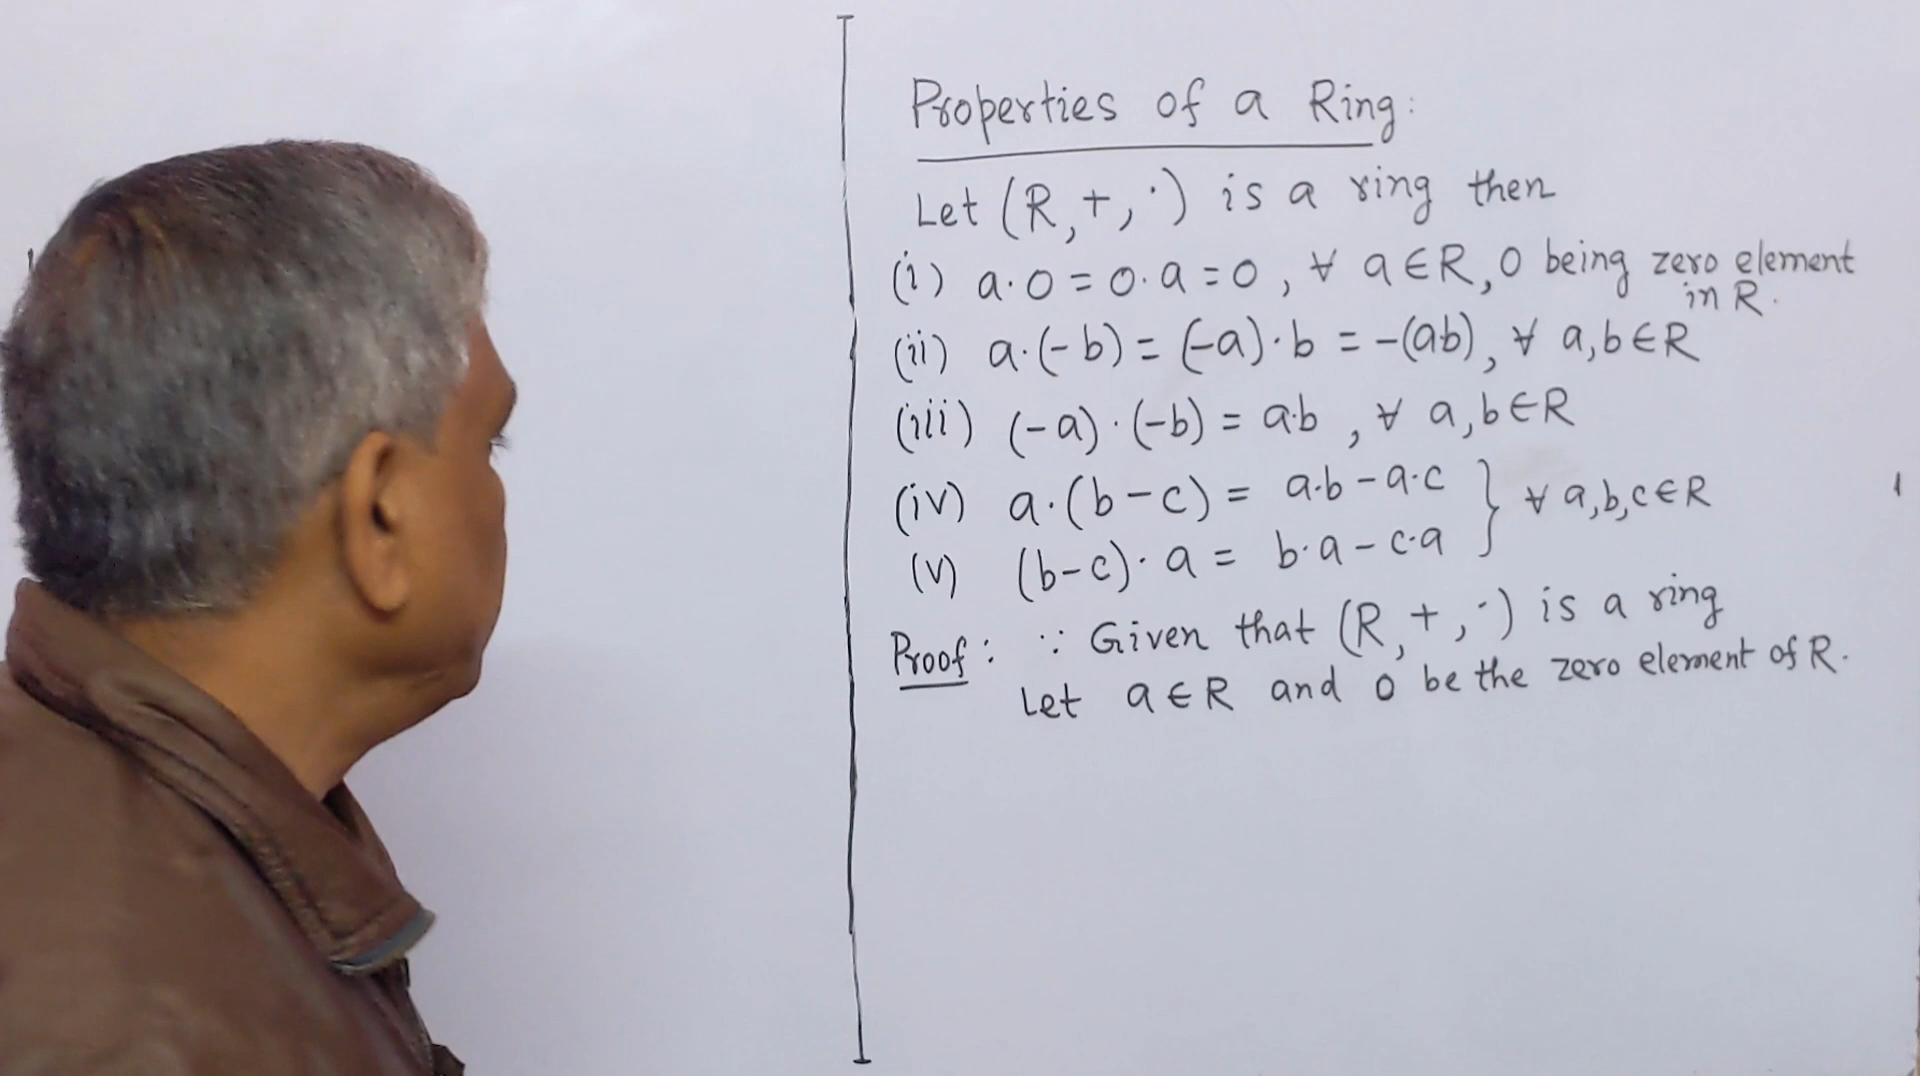 Properties of a Ring:
Let (R, +, ·) is a ring then
(i) a·0 = 0·a = 0, ∀ a∈R, 0 being zero element
in R.
(ii) a·(-b) = (-a)·b = -(ab), ∀ a,b∈R
(iii) (-a)·(-b) = a·b, ∀ a,b∈R
(iv) a·(b-c) = a·b - a·c } ∀ a,b,c∈R
(v) (b-c)·a = b·a - c·a
Proof: ∵ Given that (R, +, ·) is a ring
Let a∈R and 0 be the zero element of R.